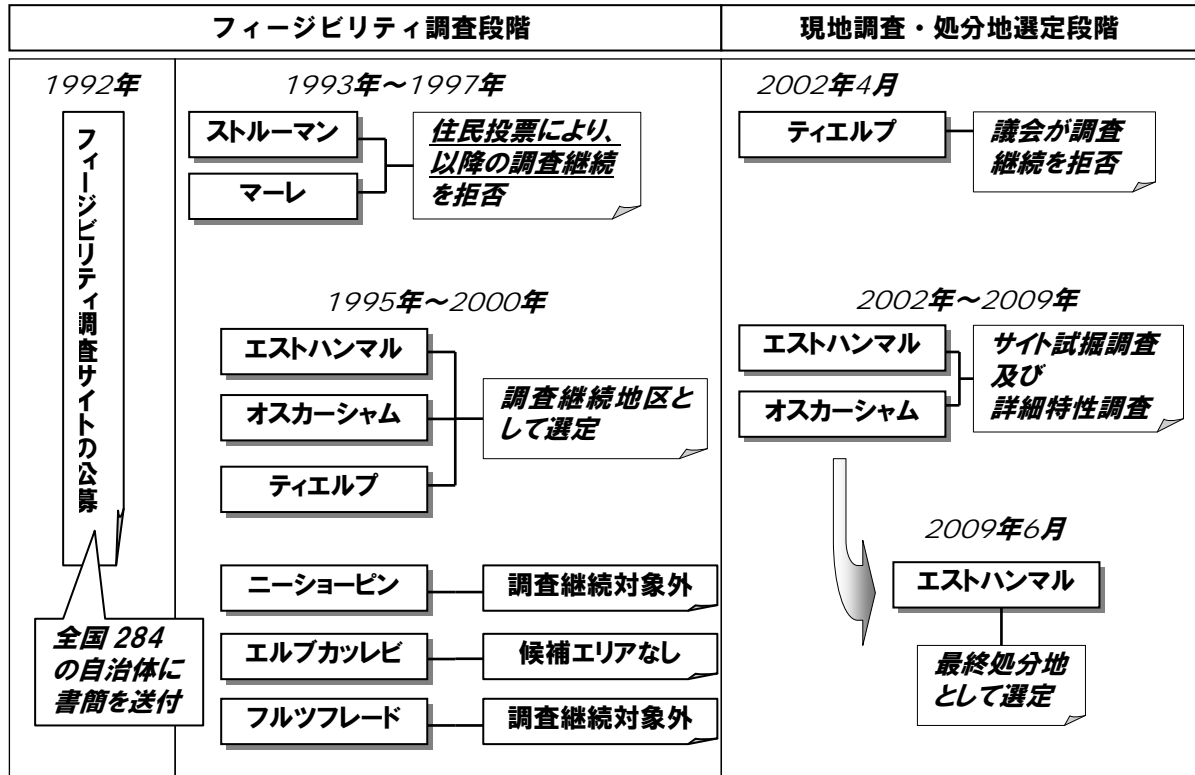 フィージビリティ調査段階
現地調査・処分地選定段階
1992年
フィージビリティ調査サイトの公募
全国 284
の自治体に
書簡を送付
1993年～1997年
ストルーマン
マーレ
住民投票により、
以降の調査継続
を拒否
1995年～2000年
エストハンマル
オスカーシャム
ティエルプ
調査継続地区と
して選定
ニーショーピン
調査継続対象外
エルブカッレビ
候補エリアなし
フルツフレード
調査継続対象外
2002年4月
ティエルプ
議会が調査
継続を拒否
2002年～2009年
エストハンマル
オスカーシャム
サイト試掘調査
及び
詳細特性調査
2009年6月
エストハンマル
最終処分地
として選定